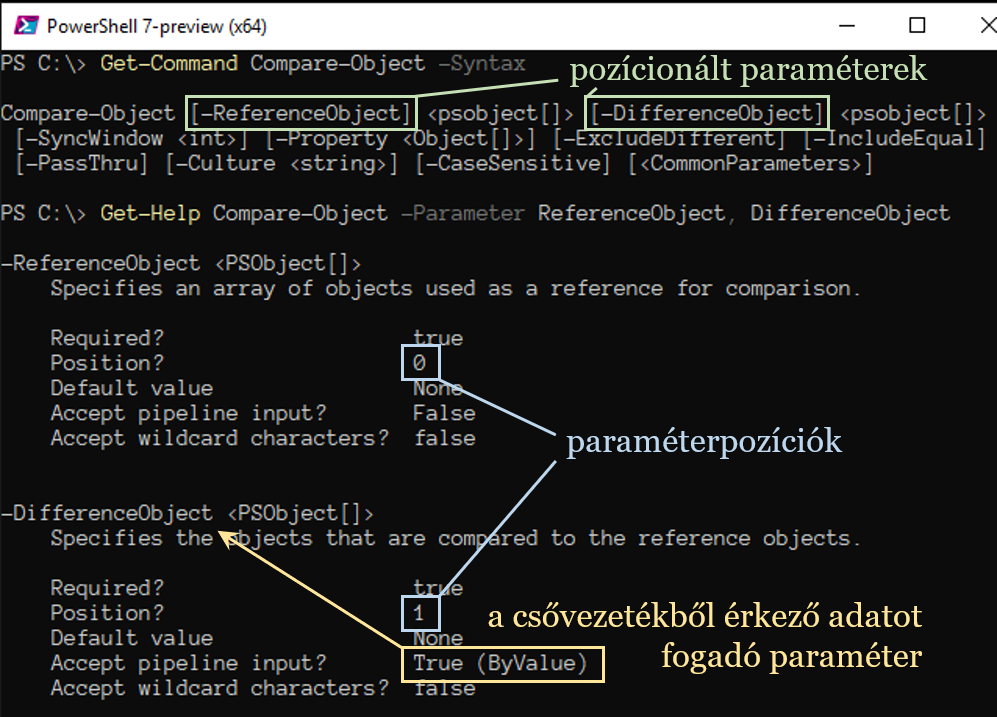 PowerShell 7-preview (x64)
PS C:\> Get-Command Compare-Object -Syntax
pozícionált paraméterek
Compare-Object [-ReferenceObject] <psobject[]> [-DifferenceObject] <psobject[]>
[-SyncWindow <int>] [-Property <Object[]>] [-ExcludeDifferent] [-IncludeEqual]
[-PassThru] [-Culture <string>] [-CaseSensitive] [<CommonParameters>]
PS C:\> Get-Help Compare-Object -Parameter ReferenceObject, DifferenceObject
-ReferenceObject <PSObject[]>
Specifies an array of objects used as a reference for comparison.
Required? true
Position? 0
Default value None
Accept pipeline input? False
Accept wildcard characters? false
paraméterpozíciók
-DifferenceObject <PSObject[]>
Specifies the objects that are compared to the reference objects.
Required? true
Position? 1
Default value None
Accept pipeline input? True (ByValue)
Accept wildcard characters? false
a csővezetékből érkező adatot
fogadó paraméter